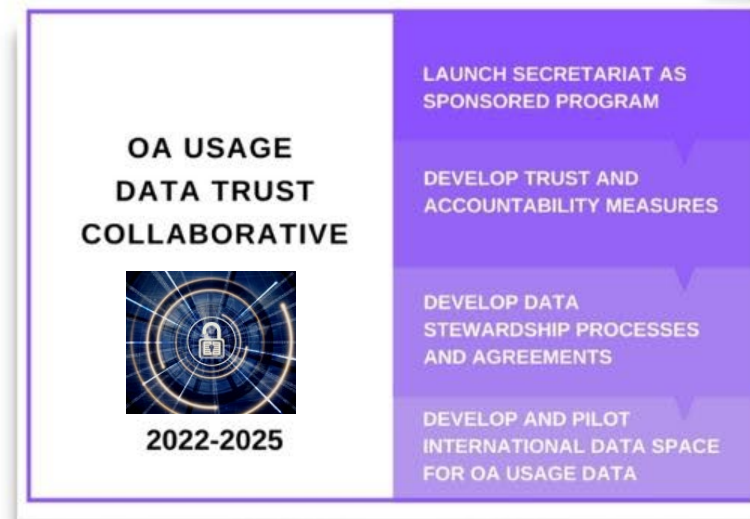 OA USAGE
DATA TRUST
COLLABORATIVE
2022-2025
LAUNCH SECRETARIAT AS
SPONSORED PROGRAM
DEVELOP TRUST AND
ACCOUNTABILITY MEASURES
DEVELOP DATA
STEWARDSHIP PROCESSES
AND AGREEMENTS
DEVELOP AND PILOT
INTERNATIONAL DATA SPACE
FOR OA USAGE DATA